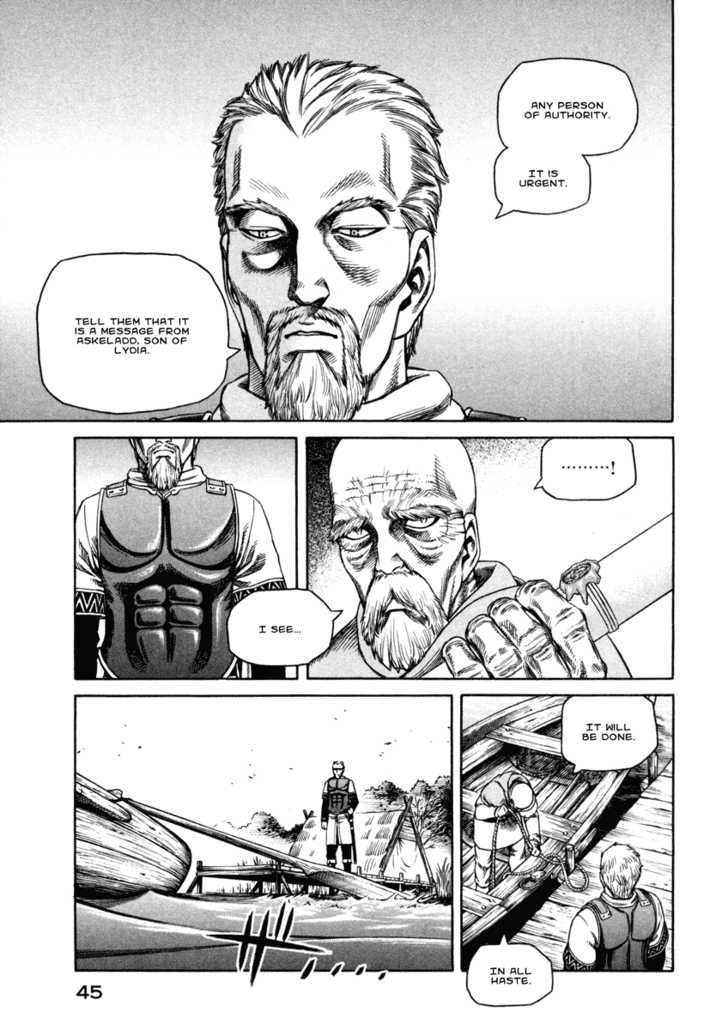 ANY PERSON
OF AUTHORITY.
IT IS
URGENT.
TELL THEM THAT IT
IS A MESSAGE FROM
ASKELADD, SON OF
LYDIA.
.........!
I SEE...
IT WILL
BE DONE.
IN ALL
HASTE.
ザ
45